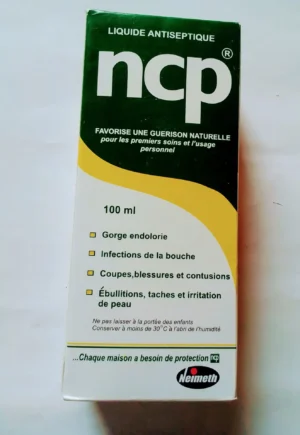 LIQUIDE ANTISEPTIQUE
ncp®
FAVORISE UNE GUERISON NATURELLE
pour les premiers soins et l'usage
personnel
100 ml
Gorge endolorie
Infections de la bouche
Coupes,blessures et contusions
Ébullitions, taches et irritation
de peau
Ne pas laisser à la portée des enfants
Conserver à moins de 30°C à l'abri de l'humidité
...Chaque maison a besoin de protection ncp
Neimeth